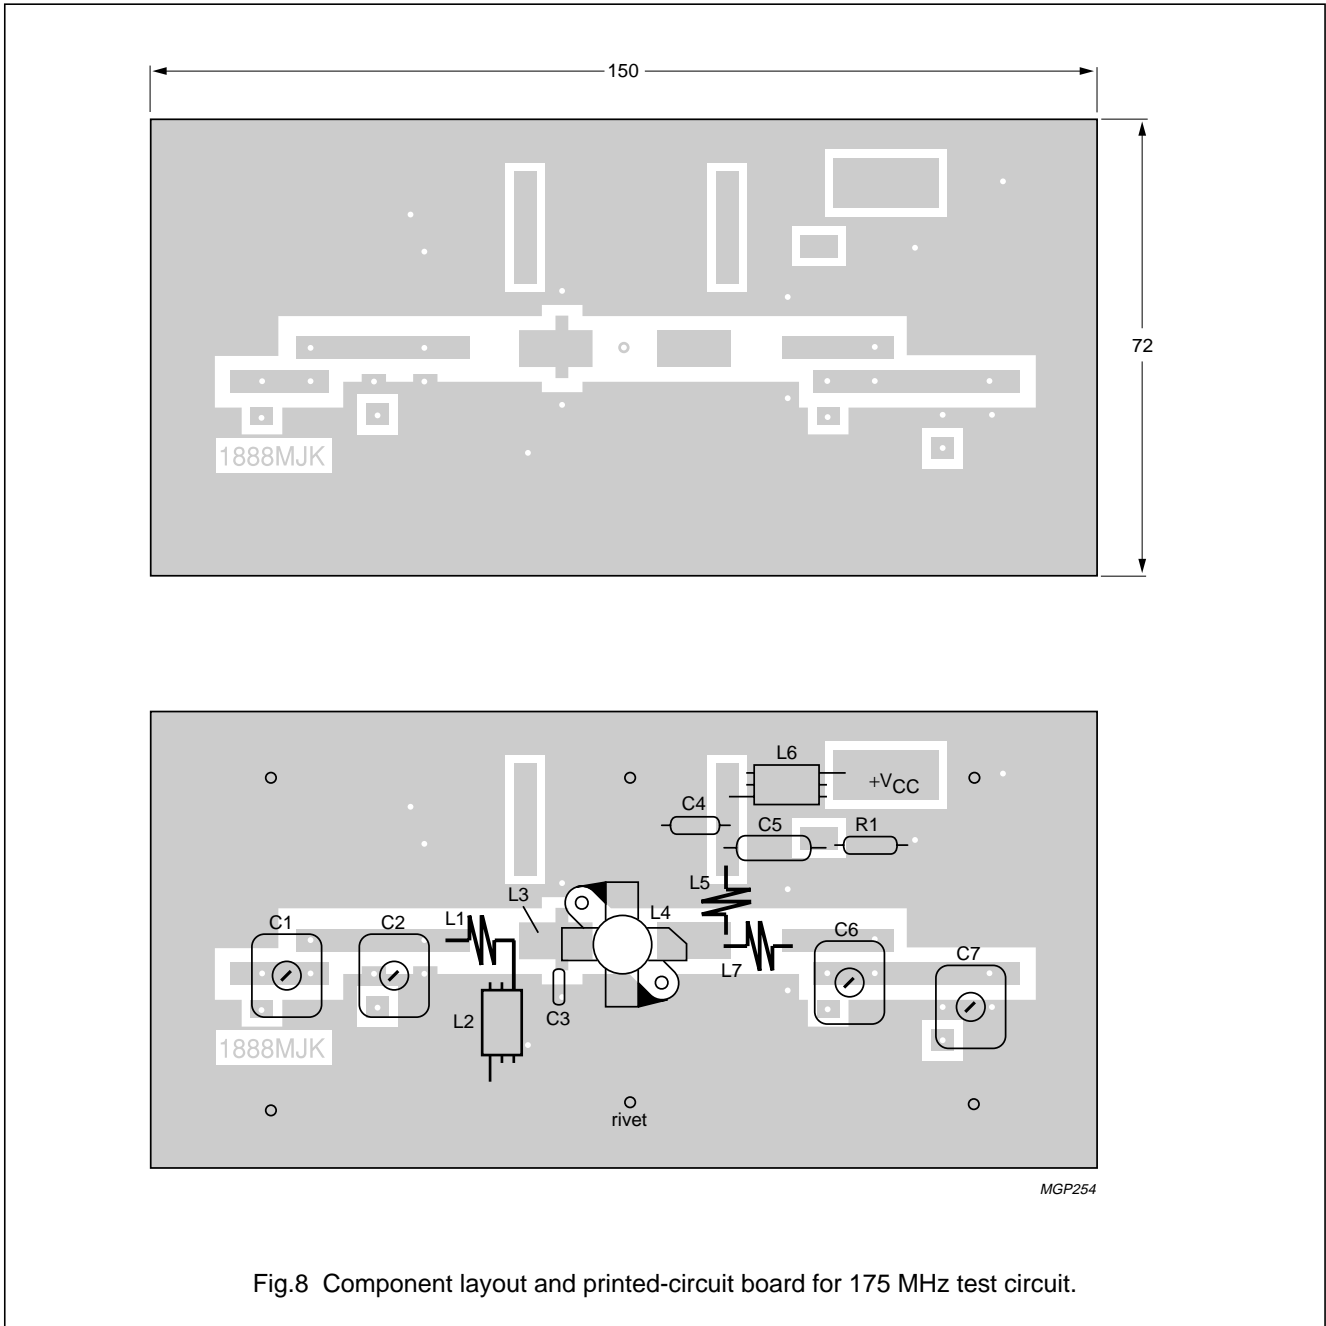 150
72
1888MJK
L6
+VCC
C4
C5
R1
L5
L3
L4
L1
C1
C2
C6
C7
L7
L2
C3
1888MJK
rivet
MGP254
Fig.8 Component layout and printed-circuit board for 175 MHz test circuit.